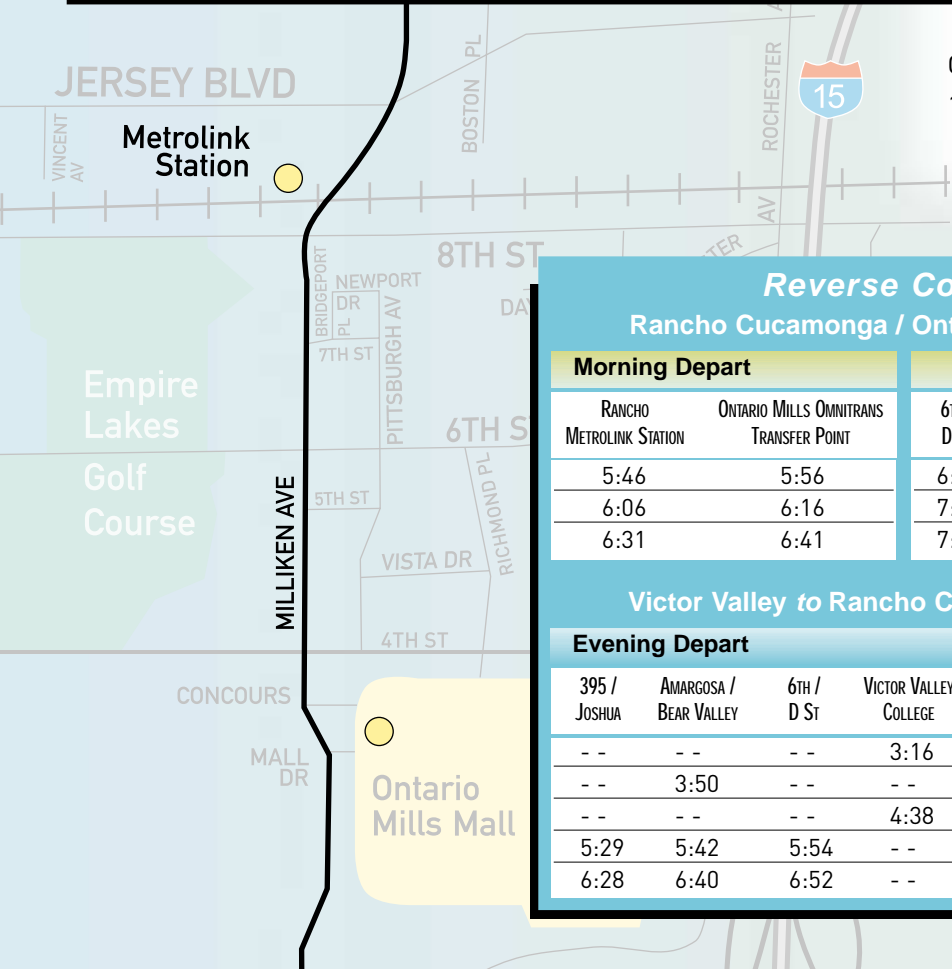 JERSEY BLVD
BOSTON PL
ROCHESTER AV
15
VINCENT
AV
Metrolink
Station
8TH ST
BRIDGEPORT
PL
NEWPORT
DR
PITTSBURGH AV
7TH ST
Empire
Lakes
Golf
Course
6TH S
MILLIKEN AVE
5TH ST
RICHMOND PL
VISTA DR
4TH ST
CONCOURS
MALL
DR
Ontario
Mills Mall
Reverse Co
Rancho Cucamonga / Ont
Morning Depart
RANCHO METROLINK STATION ONTARIO MILLS OMNITRANS TRANSFER POINT
5:46 5:56 6:
6:06 6:16 7:
6:31 6:41 7:
Victor Valley to Rancho C
Evening Depart
395 / JOSHUA AMARGOSA / BEAR VALLEY 6TH / D ST VICTOR VALLEY COLLEGE
- - - - - - 3:16
- - 3:50 - - - -
- - - - - - 4:38
5:29 5:42 5:54 - -
6:28 6:40 6:52 - -